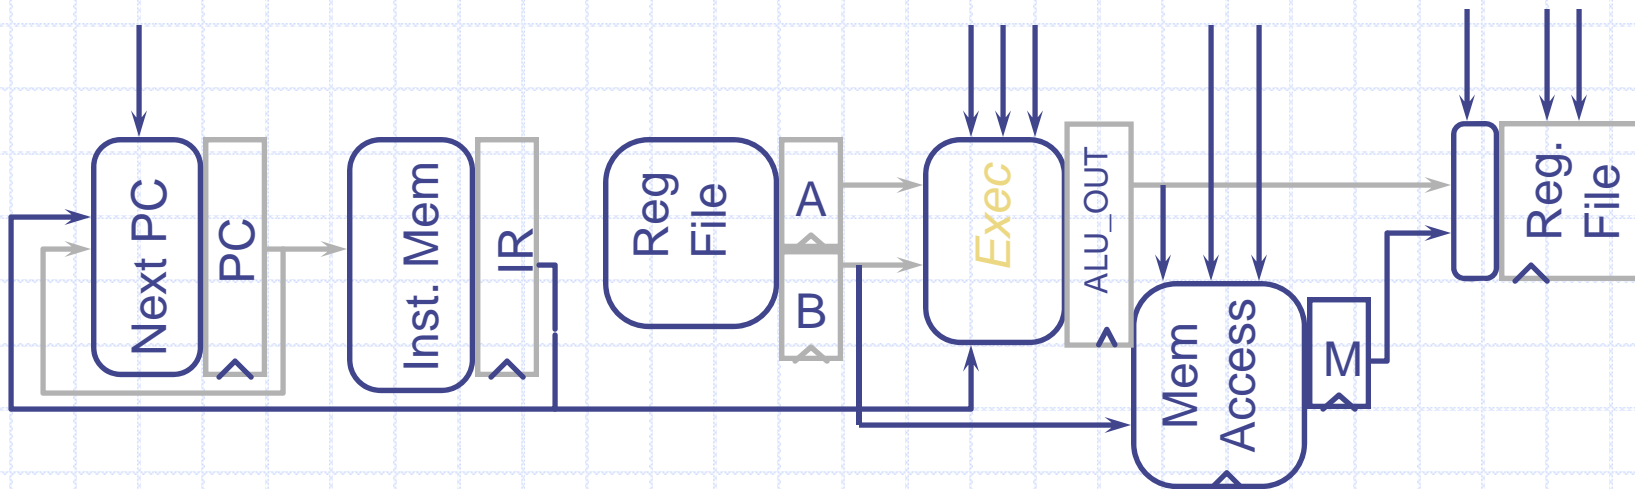 Next PC
PC
Inst. Mem
IR
Reg
File
A
B
Exec
ALU_OUT
Mem
Access
M
Reg.
File